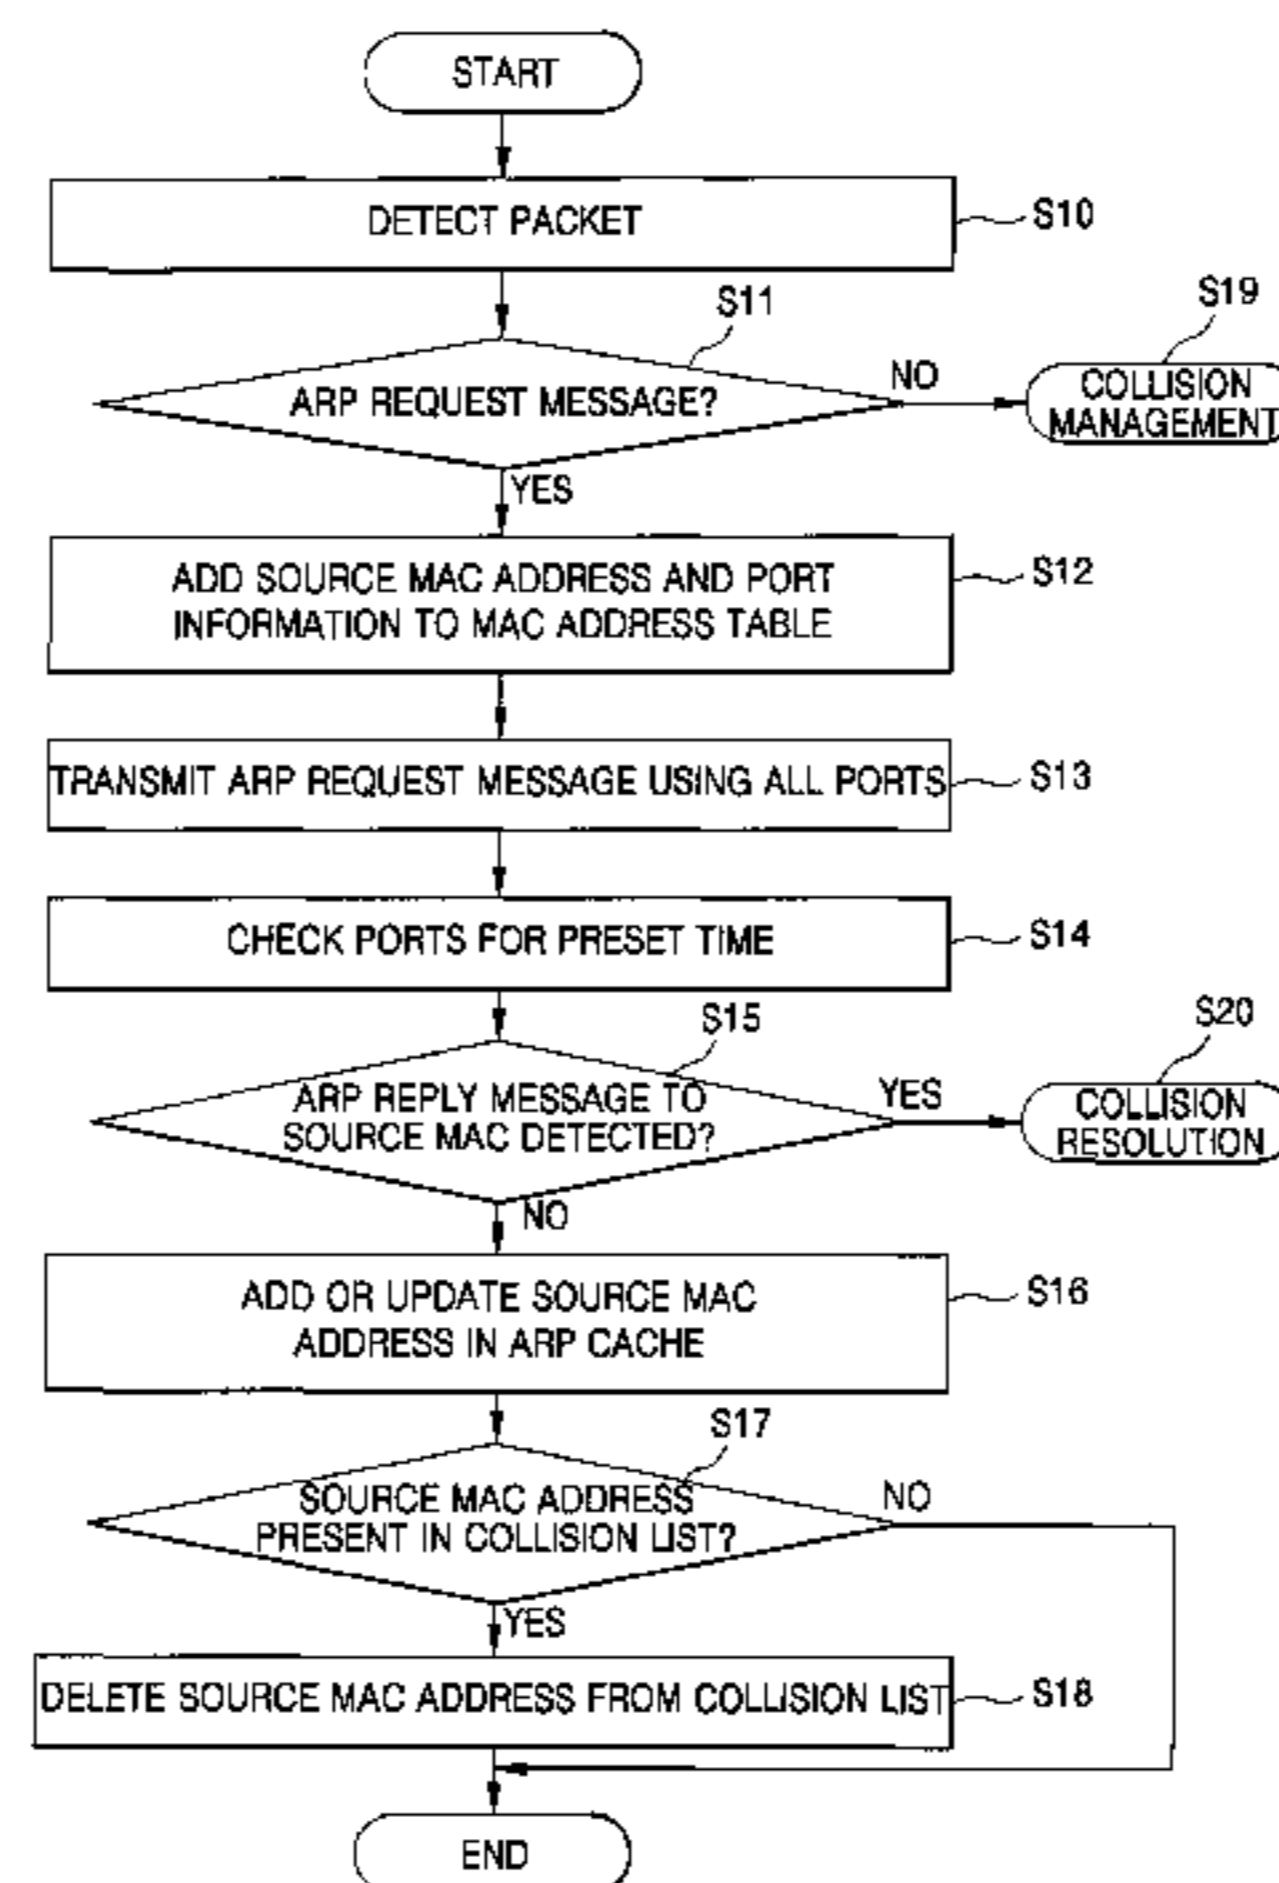 START
DETECT PACKET
S10
S11
S19
ARP REQUEST MESSAGE?
NO
COLLISION
MANAGEMENT
YES
ADD SOURCE MAC ADDRESS AND PORT
INFORMATION TO MAC ADDRESS TABLE
S12
TRANSMIT ARP REQUEST MESSAGE USING ALL PORTS
S13
CHECK PORTS FOR PRESET TIME
S14
S15
S20
ARP REPLY MESSAGE TO
SOURCE MAC DETECTED?
YES
COLLISION
RESOLUTION
NO
ADD OR UPDATE SOURCE MAC
ADDRESS IN ARP CACHE
S16
S17
SOURCE MAC ADDRESS
PRESENT IN COLLISION LIST?
NO
YES
DELETE SOURCE MAC ADDRESS FROM COLLISION LIST
S18
END